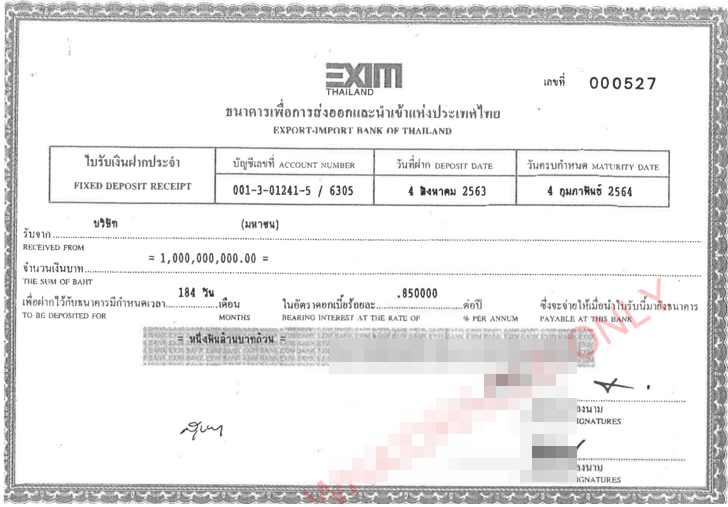 EXIM
THAILAND
เลขที่ 000527
ธนาคารเพื่อการส่งออกและนำเข้าแห่งประเทศไทย
EXPORT-IMPORT BANK OF THAILAND
ใบรับเงินฝากประจำ
FIXED DEPOSIT RECEIPT
บัญชีเลขที่ ACCOUNT NUMBER
001-3-01241-5 / 6305
วันที่ฝาก DEPOSIT DATE
4 สิงหาคม 2563
วันครบกำหนด MATURITY DATE
4 กุมภาพันธ์ 2564
บริษัท (มหาชน)
รับจาก
RECEIVED FROM
= 1,000,000,000.00 =
จำนวนเงินบาท
THE SUM OF BAHT
184 วัน .850000
เพื่อฝากไว้กับธนาคารมีกำหนดเวลา เดือน ในอัตราดอกเบี้ยร้อยละ ต่อปี ซึ่งจะจ่ายให้เมื่อนำใบรับนี้มายังธนาคาร
TO BE DEPOSITED FOR MONTHS BEARING INTEREST AT THE RATE OF % PER ANNUM PAYABLE AT THIS BANK
= หนึ่งพันล้านบาทถ้วน =
ลงนาม
IGNATURES
ลงนาม
IGNATURES
ONLY